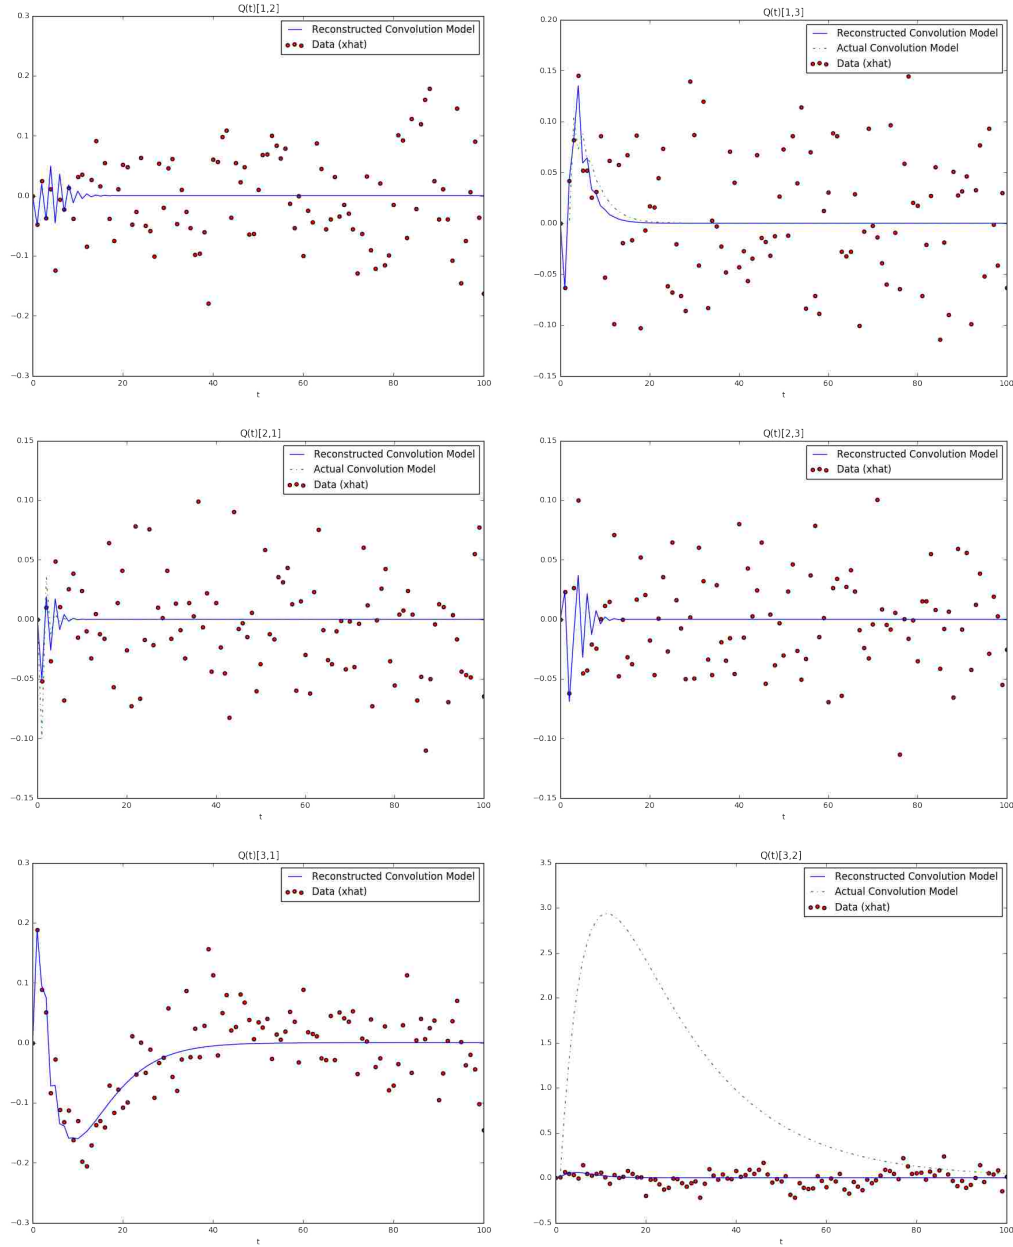 Q(t)[1,2]
Reconstructed Convolution Model
Data (xhat)
0.3
0.2
0.1
0.0
−0.1
−0.2
−0.3
0 20 40 60 80 100
t
Q(t)[1,3]
Reconstructed Convolution Model
Actual Convolution Model
Data (xhat)
0.20
0.15
0.10
0.05
0.00
−0.05
−0.10
−0.15
0 20 40 60 80 100
t
Q(t)[2,1]
Reconstructed Convolution Model
Actual Convolution Model
Data (xhat)
0.15
0.10
0.05
0.00
−0.05
−0.10
−0.15
0 20 40 60 80 100
t
Q(t)[2,3]
Reconstructed Convolution Model
Data (xhat)
0.15
0.10
0.05
0.00
−0.05
−0.10
−0.15
0 20 40 60 80 100
t
Q(t)[3,1]
Reconstructed Convolution Model
Data (xhat)
0.3
0.2
0.1
0.0
−0.1
−0.2
−0.3
0 20 40 60 80 100
t
Q(t)[3,2]
Reconstructed Convolution Model
Actual Convolution Model
Data (xhat)
3.5
3.0
2.5
2.0
1.5
1.0
0.5
0.0
−0.5
0 20 40 60 80 100
t